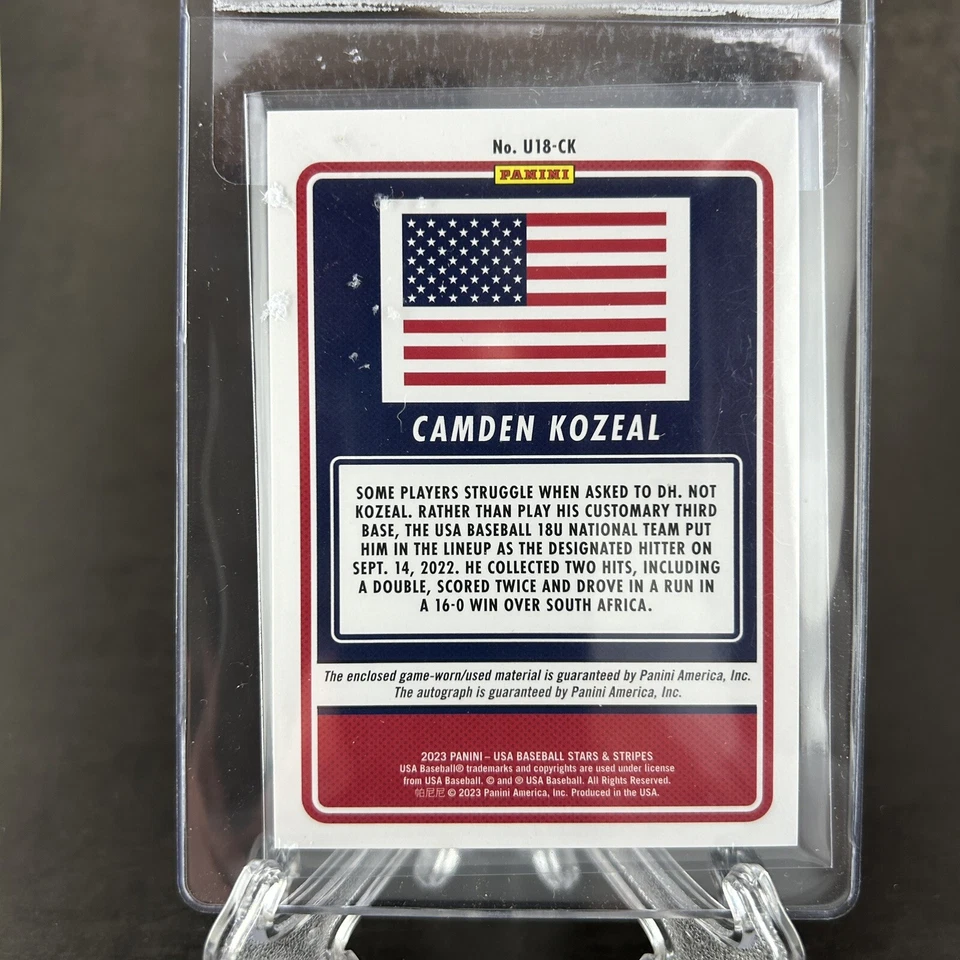 No. U18-CK
PANINI
CAMDEN KOZEAL
SOME PLAYERS STRUGGLE WHEN ASKED TO DH. NOT
KOZEAL. RATHER THAN PLAY HIS CUSTOMARY THIRD
BASE, THE USA BASEBALL 18U NATIONAL TEAM PUT
HIM IN THE LINEUP AS THE DESIGNATED HITTER ON
SEPT. 14, 2022. HE COLLECTED TWO HITS, INCLUDING
A DOUBLE, SCORED TWICE AND DROVE IN A RUN IN
A 16-0 WIN OVER SOUTH AFRICA.
The enclosed game-worn/used material is guaranteed by Panini America, Inc.
The autograph is guaranteed by Panini America, Inc.
2023 PANINI – USA BASEBALL STARS & STRIPES
USA Baseball® trademarks and copyrights are used under license
from USA Baseball. © and ® USA Baseball. All Rights Reserved.
帕尼尼 © 2023 Panini America, Inc. Produced in the USA.